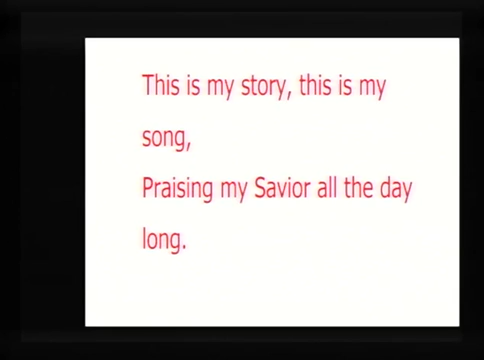 This is my story, this is my
song,
Praising my Savior all the day
long.